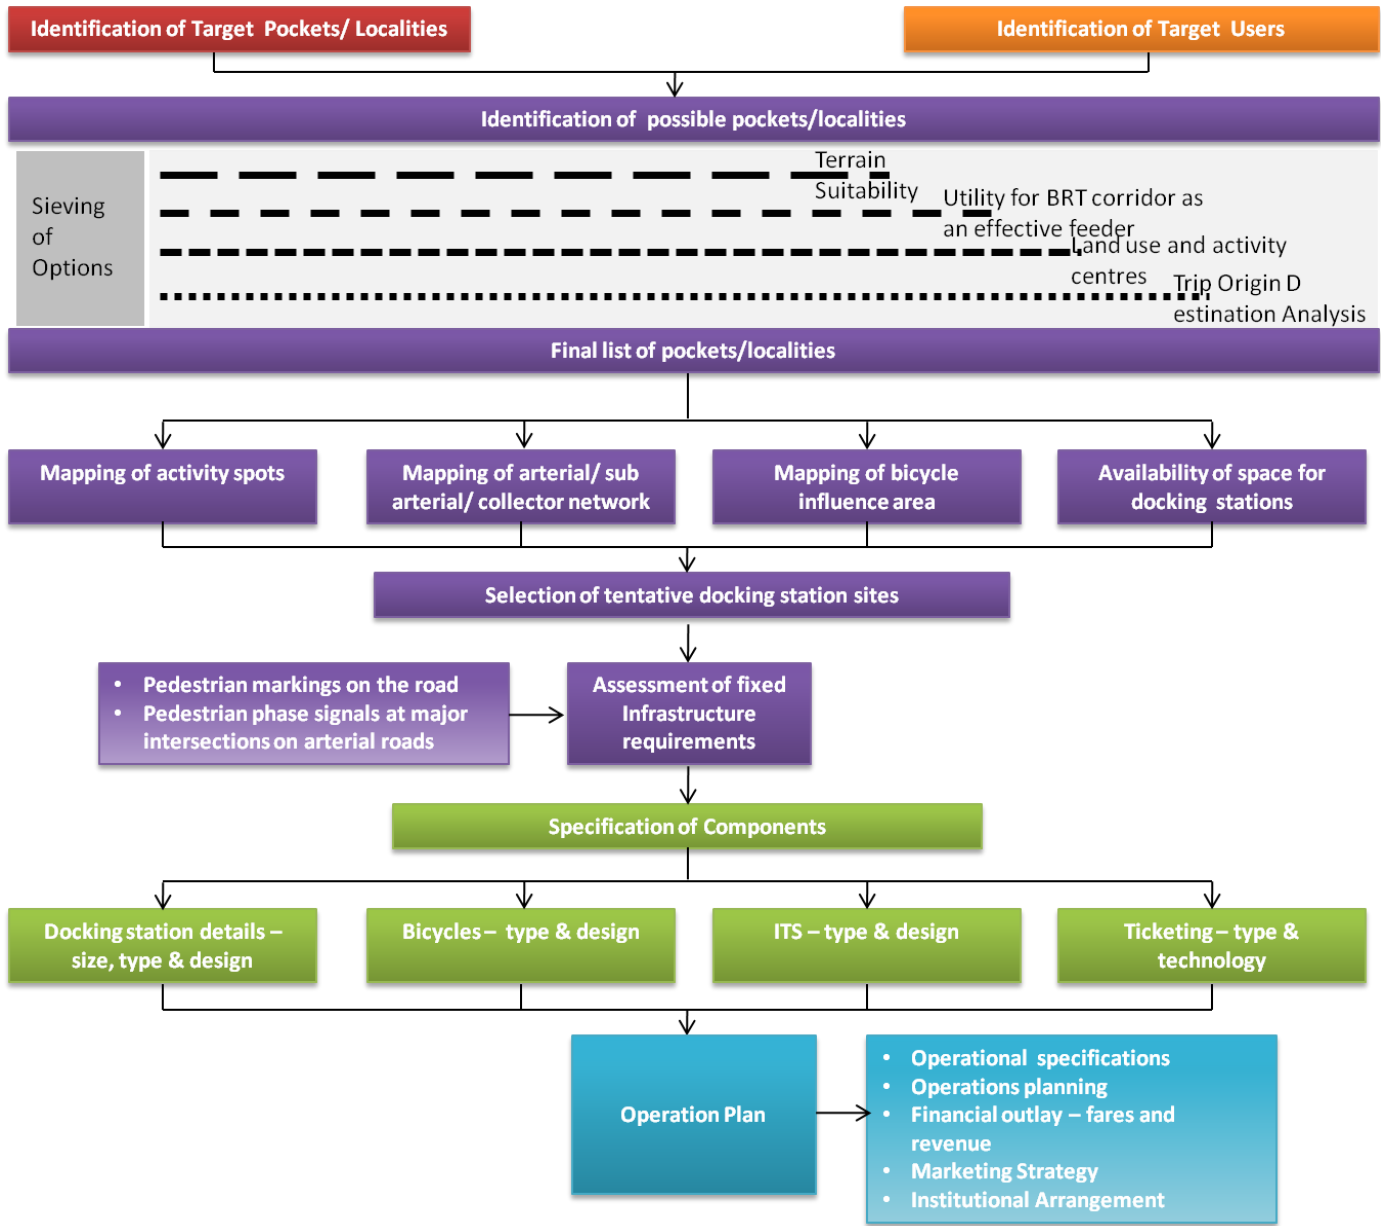 Identification of Target Pockets/ Localities
Identification of Target Users
Identification of possible pockets/localities
Sieving
of
Options
Terrain
Suitability
Utility for BRT corridor as
an effective feeder
Land use and activity
centres
Trip Origin D
estination Analysis
Final list of pockets/localities
Mapping of activity spots
Mapping of arterial/ sub
arterial/ collector network
Mapping of bicycle
influence area
Availability of space for
docking stations
Selection of tentative docking station sites
• Pedestrian markings on the road
• Pedestrian phase signals at major
intersections on arterial roads
Assessment of fixed
Infrastructure
requirements
Specification of Components
Docking station details –
size, type & design
Bicycles – type & design
ITS – type & design
Ticketing – type &
technology
Operation Plan
• Operational specifications
• Operations planning
• Financial outlay – fares and
revenue
• Marketing Strategy
• Institutional Arrangement